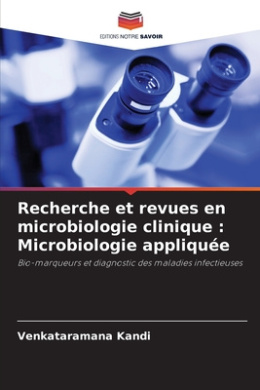 EDITIONS NOTRE SAVOIR
Recherche et revues en
microbiologie clinique :
Microbiologie appliquée
Bio-marqueurs et diagnostic des maladies infectieuses
Venkataramana Kandi